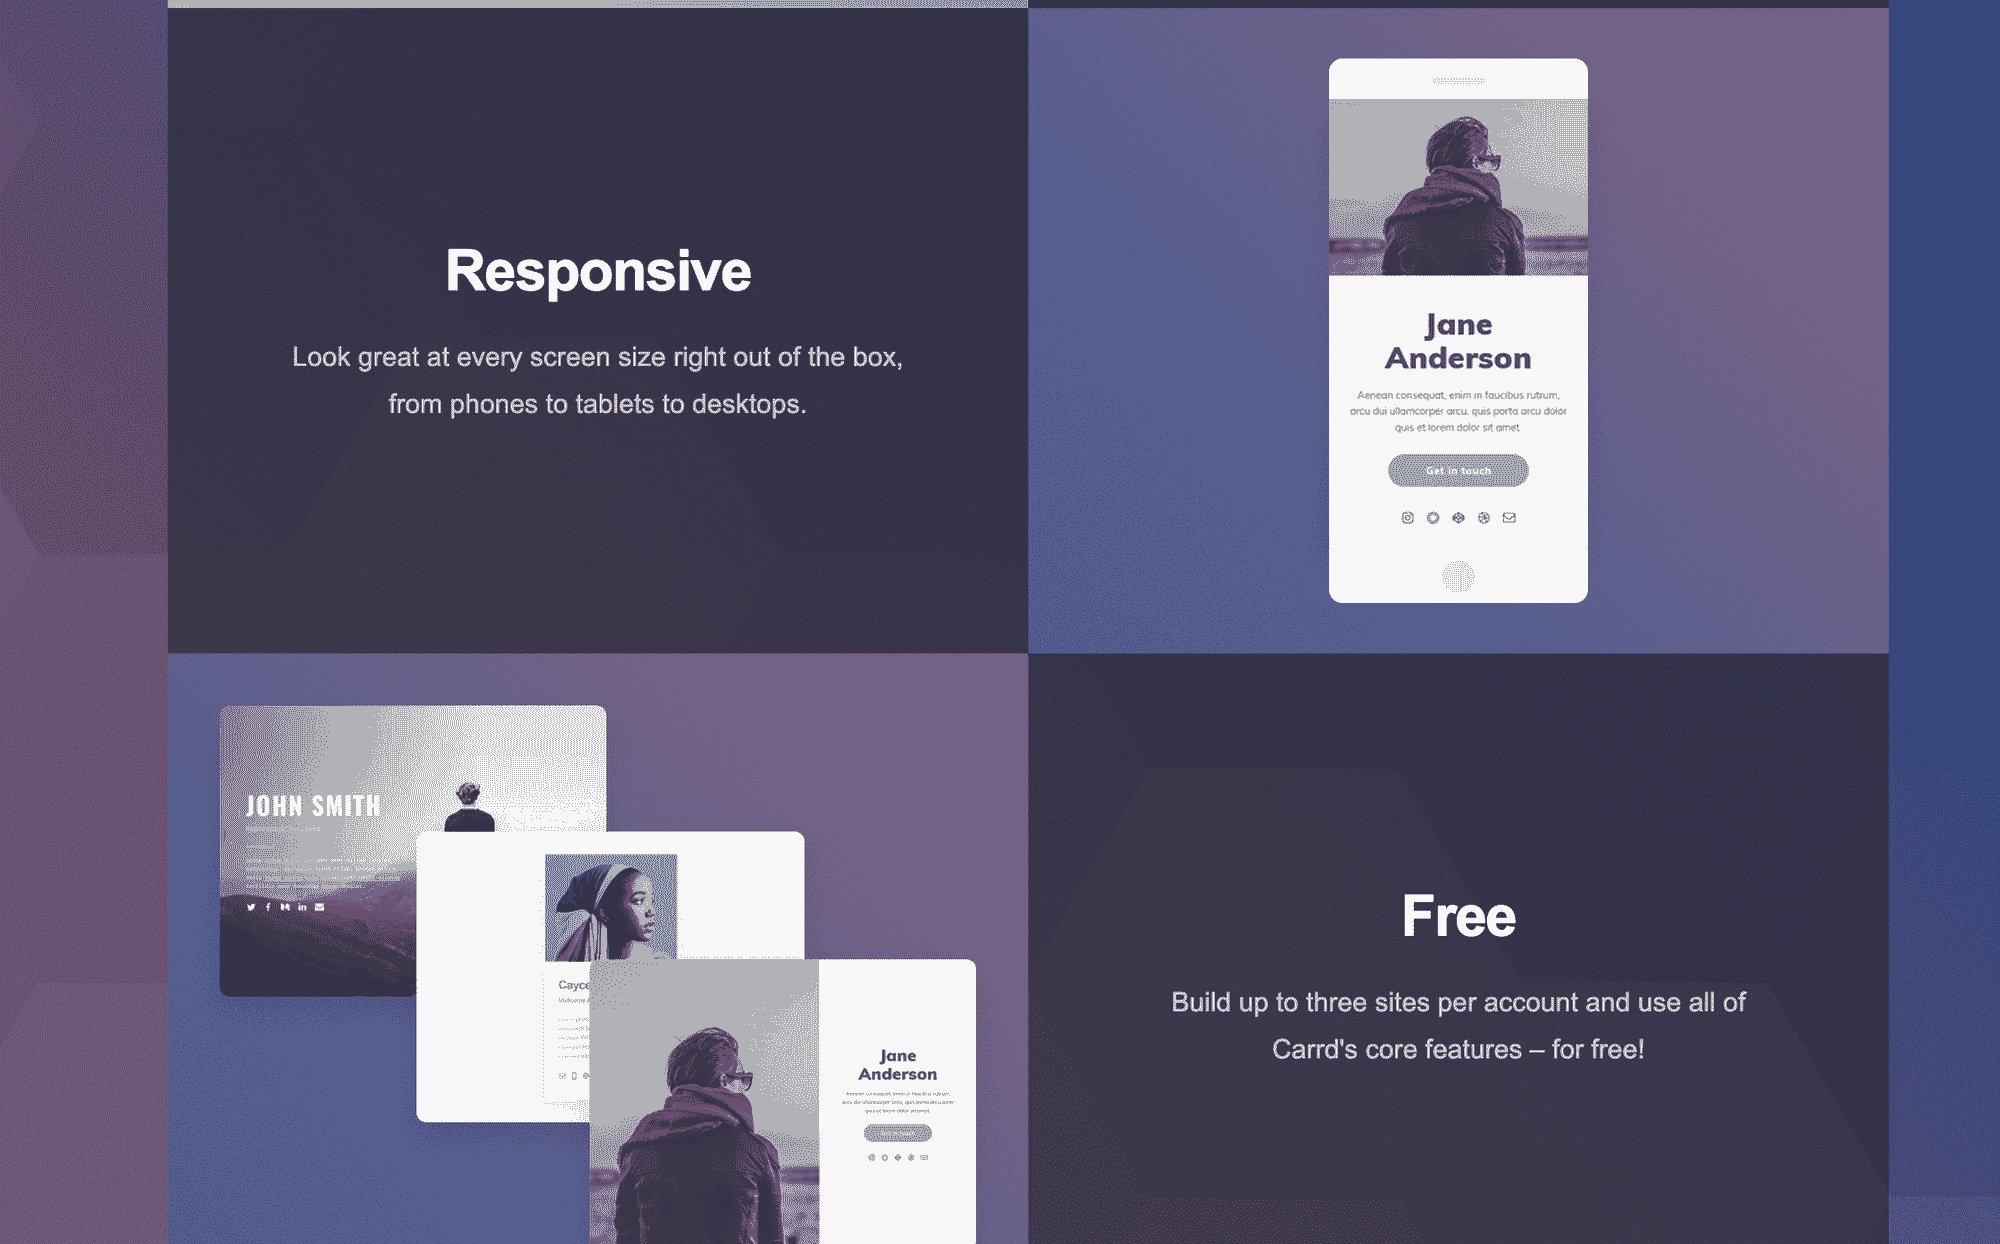 Responsive
Look great at every screen size right out of the box,
from phones to tablets to desktops.
Jane
Anderson
Aenean consequat, enim in faucibus rutrum,
arcu dui ullamcorper arcu, quis porta arcu dolor
quis et lorem dolor sit amet
Get in touch
JOHN SMITH
Cayce
Jane
Anderson
Free
Build up to three sites per account and use all of
Carrd's core features – for free!